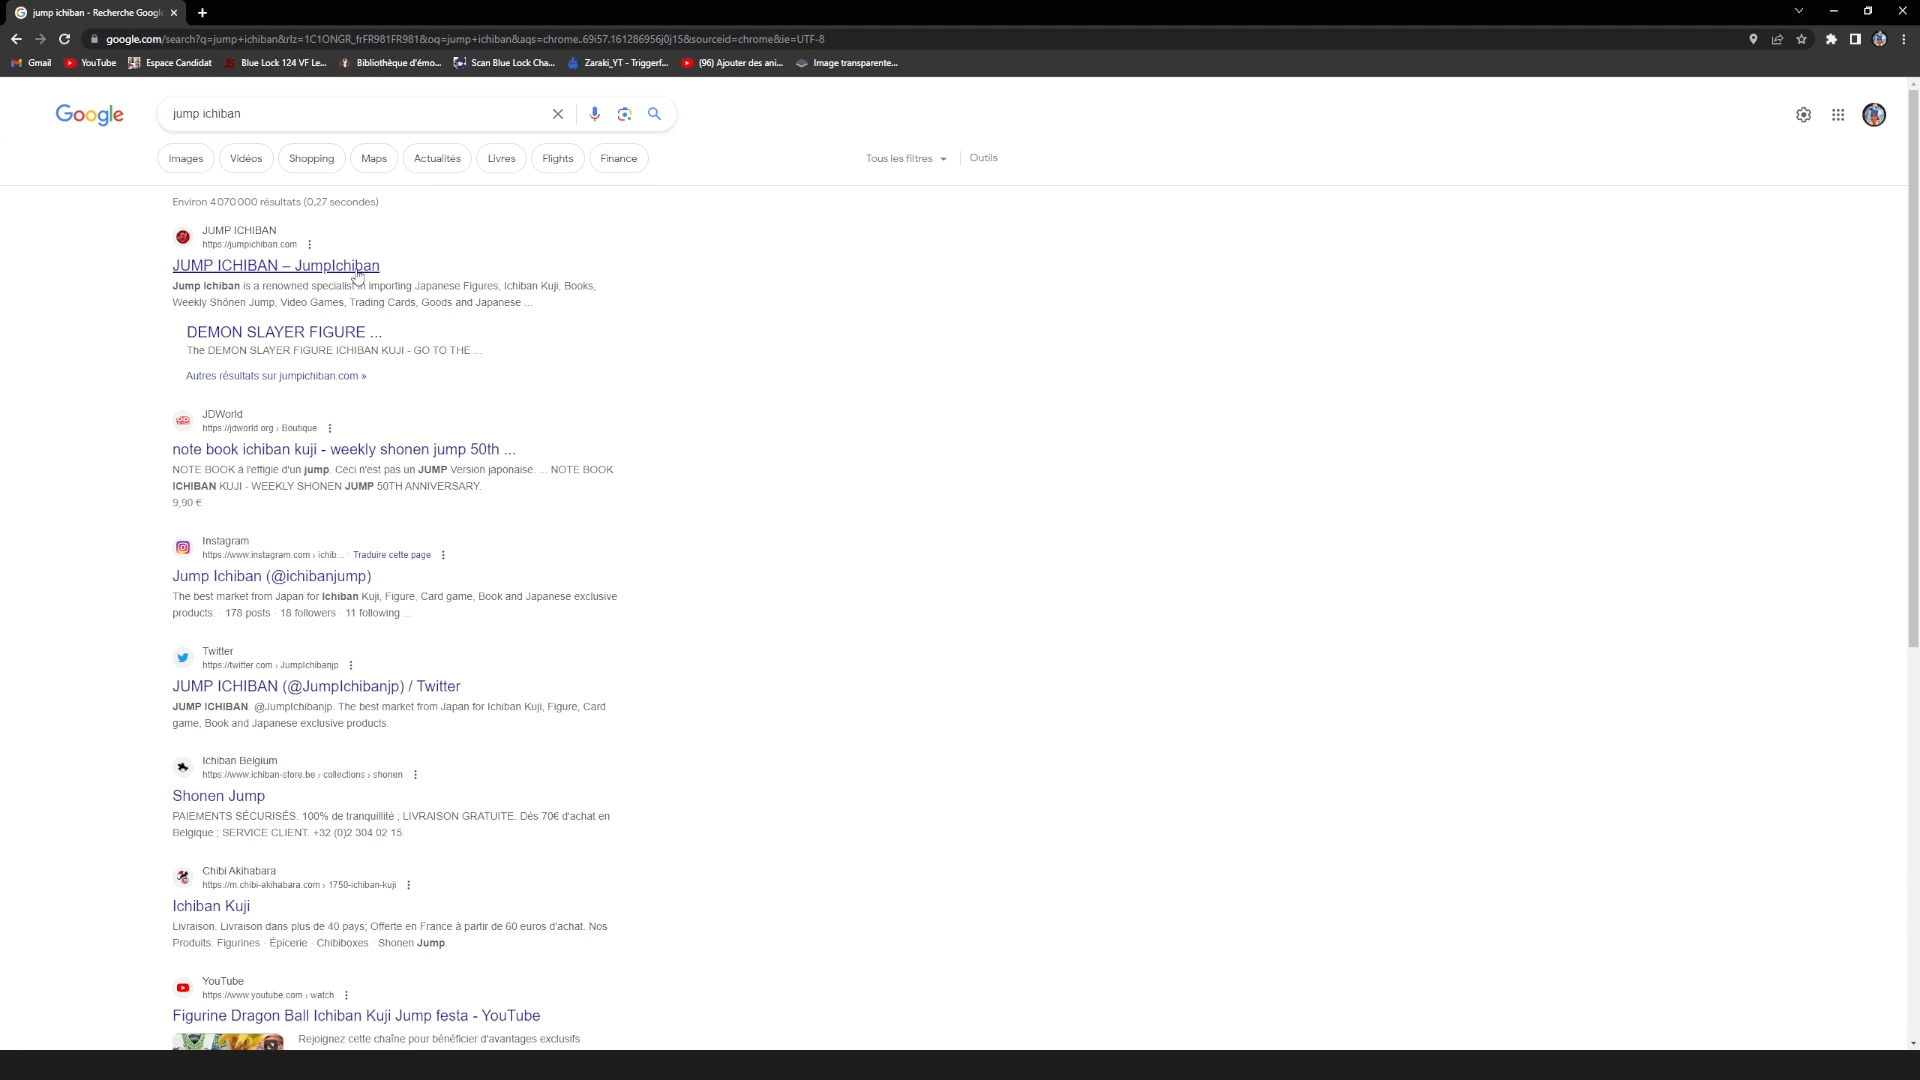 jump ichiban - Recherche Google
google.com/search?q=jump+ichiban&rlz=1C1ONGR_frFR981FR981&oq=jump+ichiban&aqs=chrome..69i57.161286956j0j15&sourceid=chrome&ie=UTF-8
Gmail YouTube Espace Candidat Blue Lock 124 VF Le... Bibliothèque d'émo... Scan Blue Lock Cha... Zaraki_YT - Triggerf... (96) Ajouter des ani... Image transparente...
Google jump ichiban
Images Vidéos Shopping Maps Actualités Livres Flights Finance Tous les filtres Outils
Environ 4 070 000 résultats (0,27 secondes)
JUMP ICHIBAN
https://jumpichiban.com
JUMP ICHIBAN – JumpIchiban
Jump Ichiban is a renowned specialist in importing Japanese Figures, Ichiban Kuji, Books,
Weekly Shônen Jump, Video Games, Trading Cards, Goods and Japanese ...
DEMON SLAYER FIGURE ...
The DEMON SLAYER FIGURE ICHIBAN KUJI - GO TO THE ...
Autres résultats sur jumpichiban.com »
JDWorld
https://jdworld.org › Boutique
note book ichiban kuji - weekly shonen jump 50th ...
NOTE BOOK a l'effigie d'un jump. Ceci n'est pas un JUMP Version japonaise. ... NOTE BOOK
ICHIBAN KUJI - WEEKLY SHONEN JUMP 50TH ANNIVERSARY.
9,90 €
Instagram
https://www.instagram.com › ichib... · Traduire cette page
Jump Ichiban (@ichibanjump)
The best market from Japan for Ichiban Kuji, Figure, Card game, Book and Japanese exclusive
products. · 178 posts · 18 followers · 11 following ...
Twitter
https://twitter.com › JumpIchibanjp
JUMP ICHIBAN (@JumpIchibanjp) / Twitter
JUMP ICHIBAN. @JumpIchibanjp. The best market from Japan for Ichiban Kuji, Figure, Card
game, Book and Japanese exclusive products.
Ichiban Belgium
https://www.ichiban-store.be › collections › shonen
Shonen Jump
PAIEMENTS SÉCURISÉS. 100% de tranquillité ; LIVRAISON GRATUITE. Dès 70€ d'achat en
Belgique ; SERVICE CLIENT. +32 (0)2 304 02 15.
Chibi Akihabara
https://m.chibi-akihabara.com › 1750-ichiban-kuji
Ichiban Kuji
Livraison. Livraison dans plus de 40 pays; Offerte en France à partir de 60 euros d'achat. Nos
Produits. Figurines · Épicerie · Chibiboxes · Shonen Jump.
YouTube
https://www.youtube.com › watch
Figurine Dragon Ball Ichiban Kuji Jump festa - YouTube
Rejoignez cette chaîne pour bénéficier d'avantages exclusifs